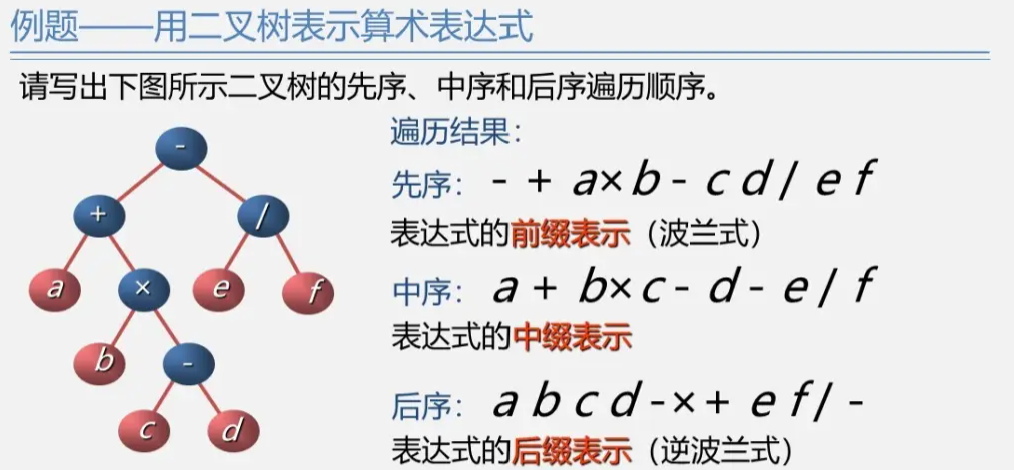 例题——用二叉树表示算术表达式
请写出下图所示二叉树的先序、中序和后序遍历顺序。
-
+ /
a × e f
b -
c d
遍历结果：
先序： - + a×b - c d / e f
表达式的前缀表示（波兰式）
中序： a + b×c - d - e / f
表达式的中缀表示
后序： a b c d -×+ e f / -
表达式的后缀表示（逆波兰式）